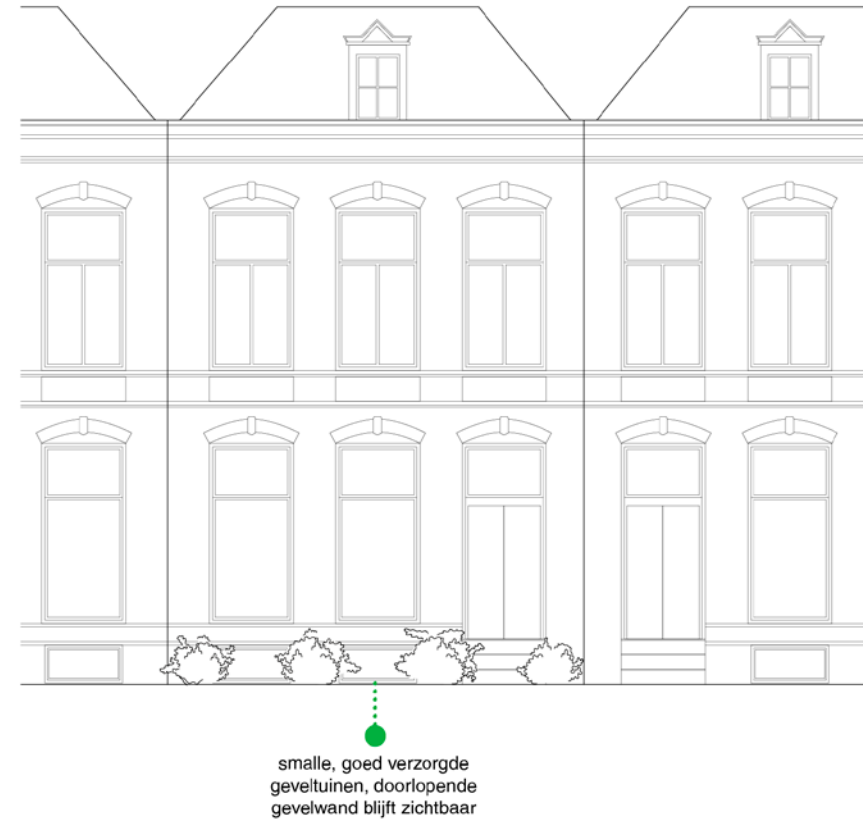 smalle, goed verzorgde
geveltuinen, doorlopende
gevelwand blijft zichtbaar